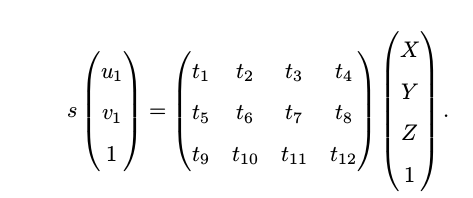 s (u₁ v₁ 1) = (t₁ t₂ t₃ t₄ t₅ t₆ t₇ t₈ t₉ t₁₀ t₁₁ t₁₂) (X Y Z 1) .